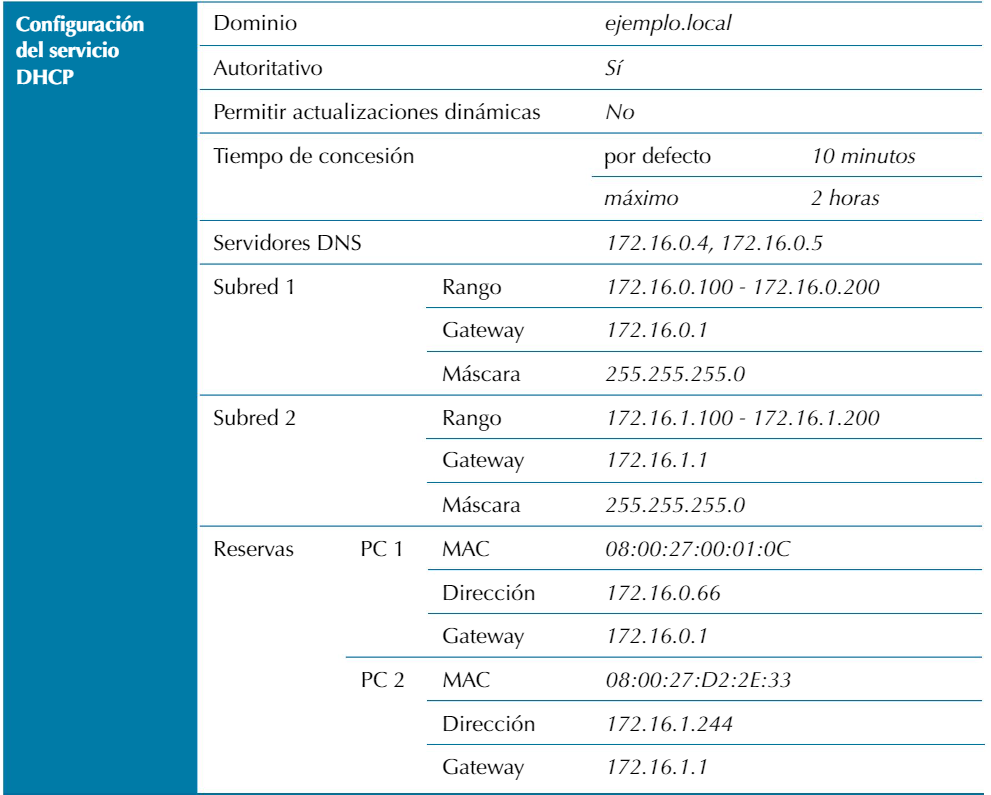 Configuración
del servicio
DHCP
Dominio ejemplo.local
Autoritativo Sí
Permitir actualizaciones dinámicas No
Tiempo de concesión por defecto 10 minutos
máximo 2 horas
Servidores DNS 172.16.0.4, 172.16.0.5
Subred 1 Rango 172.16.0.100 - 172.16.0.200
Gateway 172.16.0.1
Máscara 255.255.255.0
Subred 2 Rango 172.16.1.100 - 172.16.1.200
Gateway 172.16.1.1
Máscara 255.255.255.0
Reservas PC 1 MAC 08:00:27:00:01:0C
Dirección 172.16.0.66
Gateway 172.16.0.1
PC 2 MAC 08:00:27:D2:2E:33
Dirección 172.16.1.244
Gateway 172.16.1.1